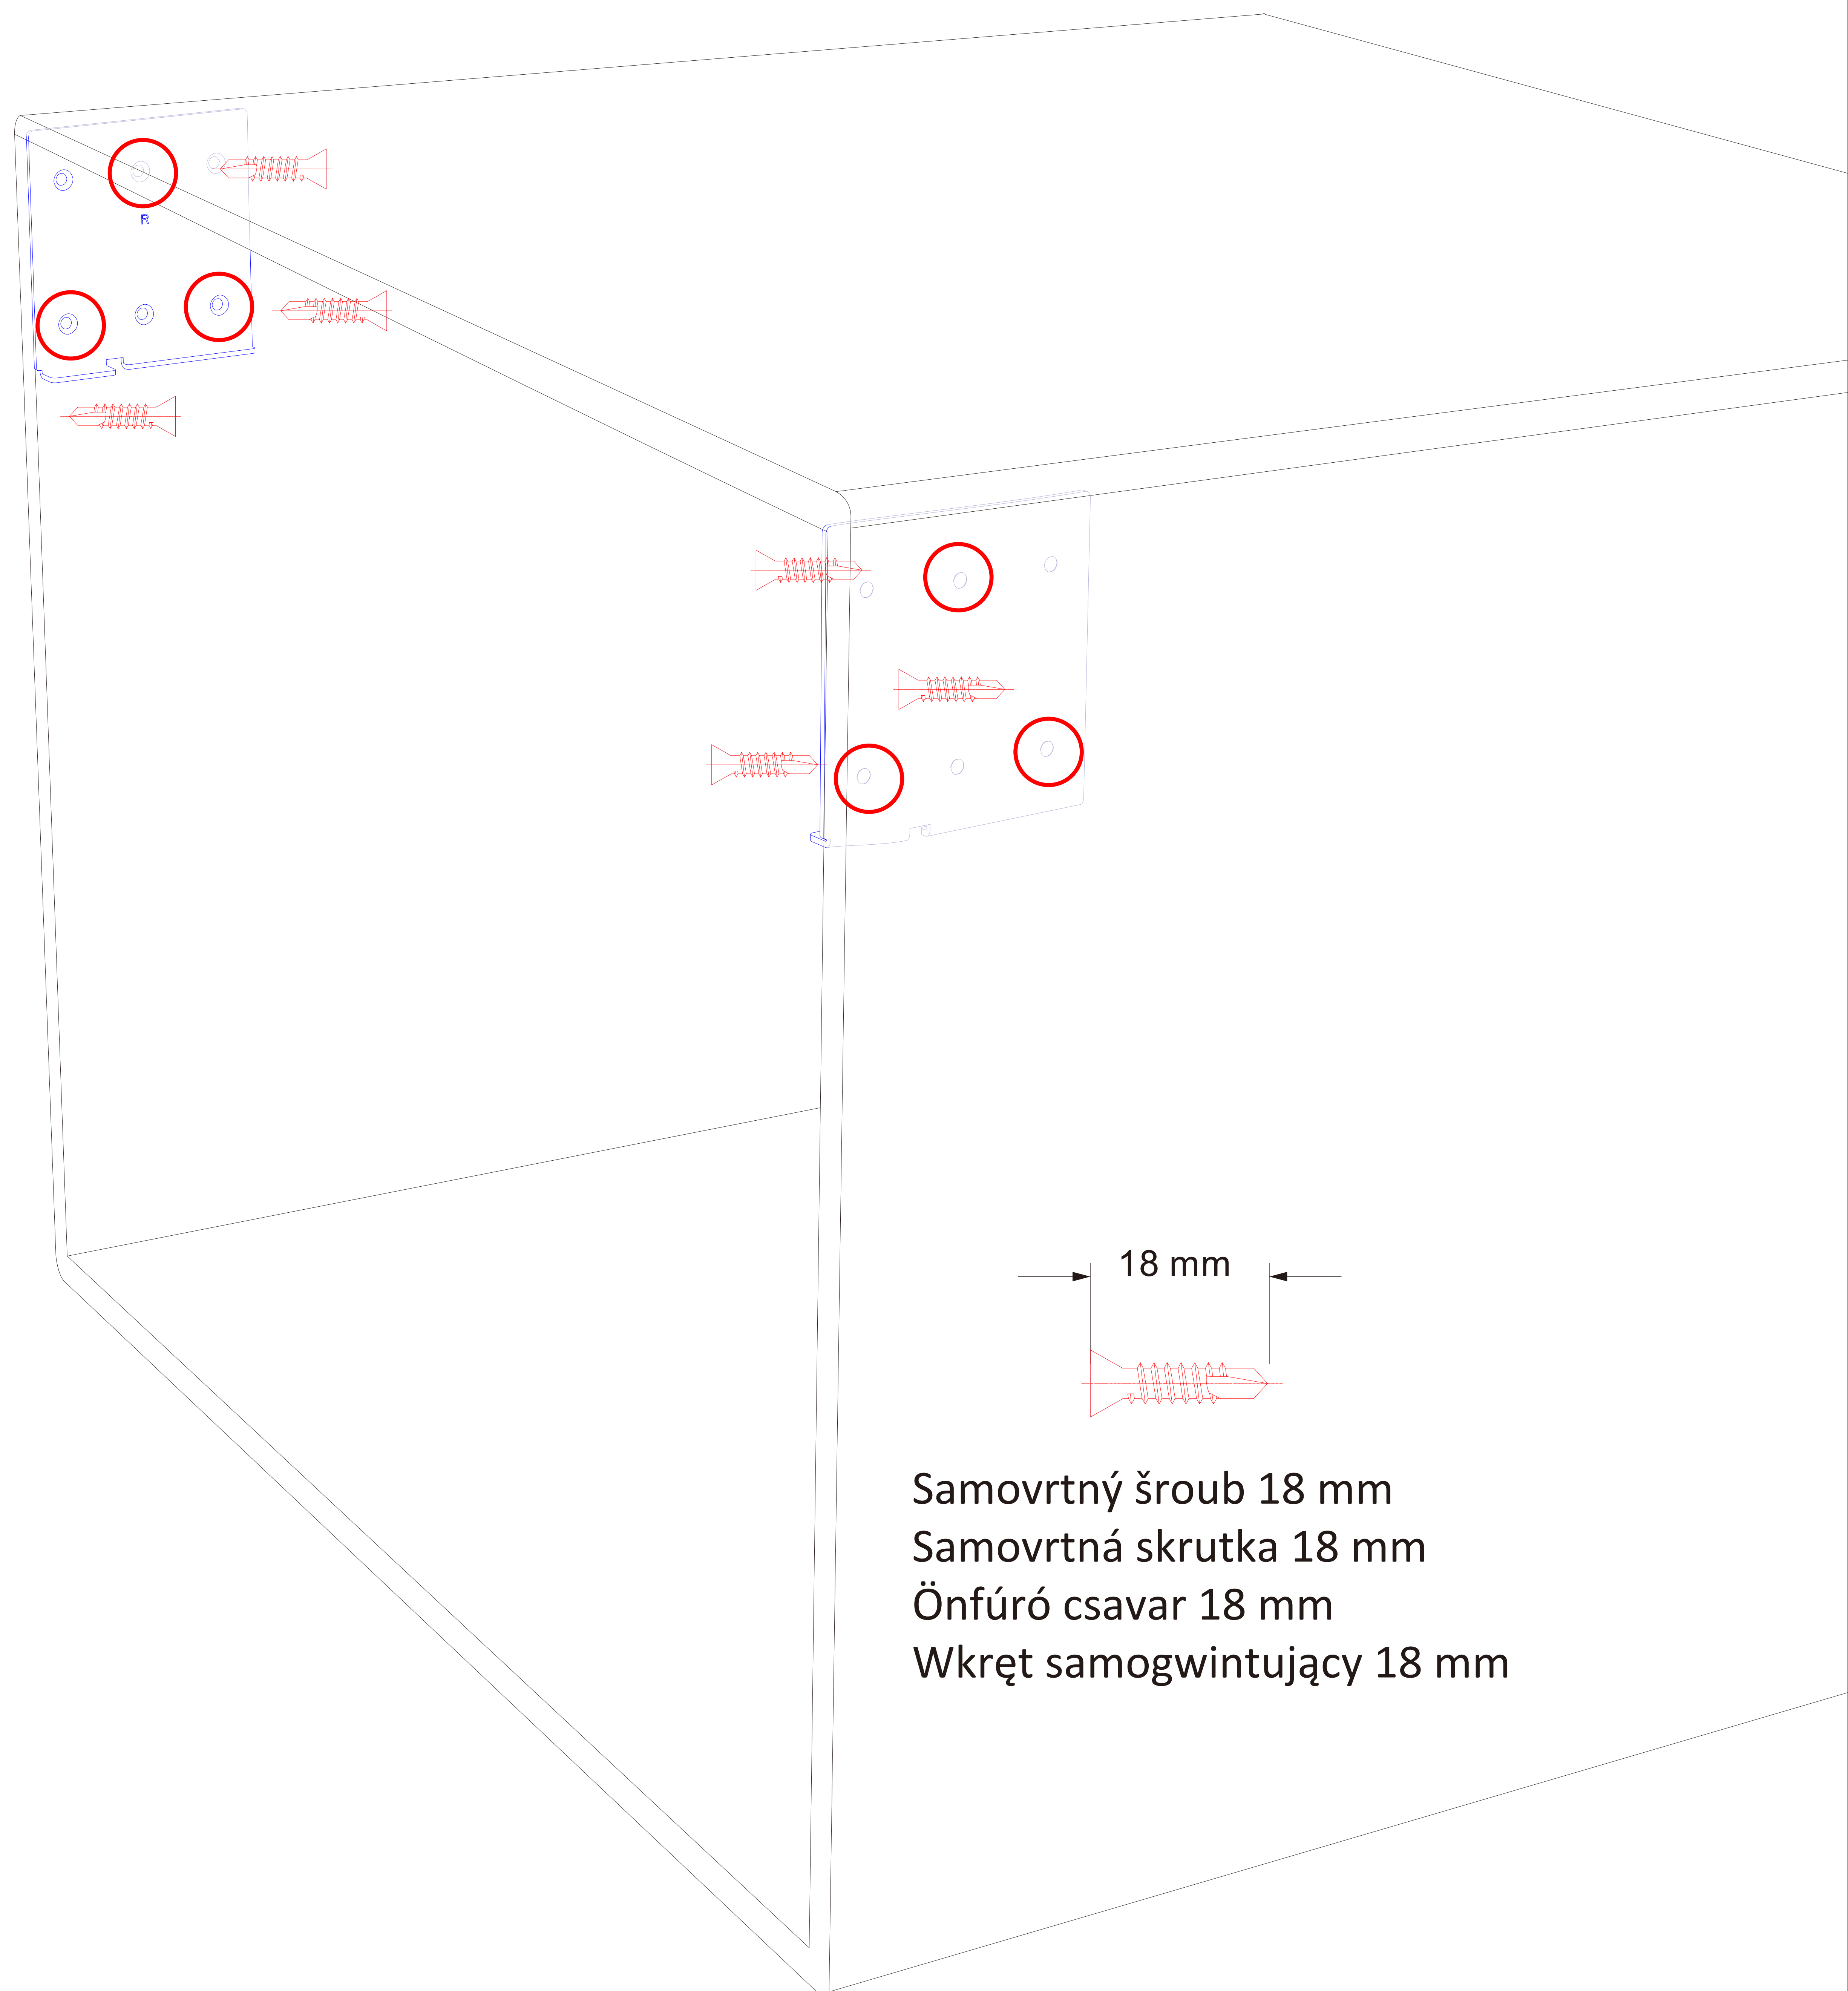 R
18 mm
Samovrtný šroub 18 mm
Samovrtná skrutka 18 mm
Önfúró csavar 18 mm
Wkręt samogwintujący 18 mm